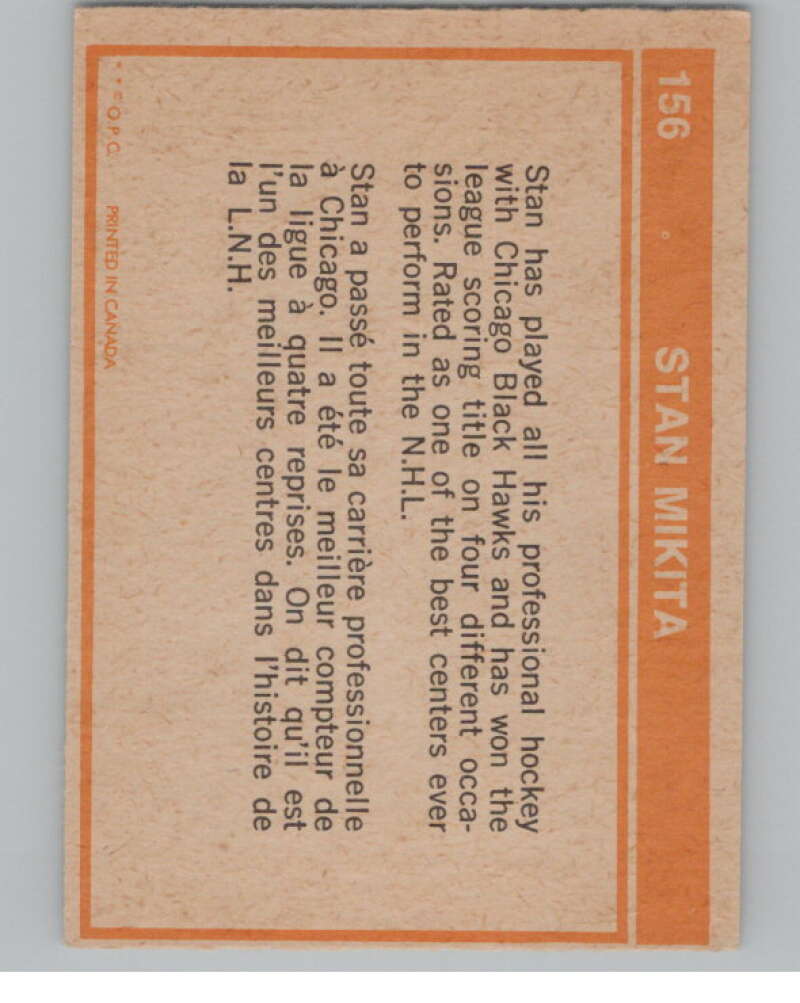 156 STAN MIKITA
Stan has played all his professional hockey
with Chicago Black Hawks and has won the
league scoring title on four different occa-
sions. Rated as one of the best centers ever
to perform in the N.H.L.
Stan a passé toute sa carrière professionnelle
à Chicago. Il a été le meilleur compteur de
la ligue à quatre reprises. On dit qu'il est
l'un des meilleurs centres dans l'histoire de
la L.N.H.
* * © O.P.C. PRINTED IN CANADA